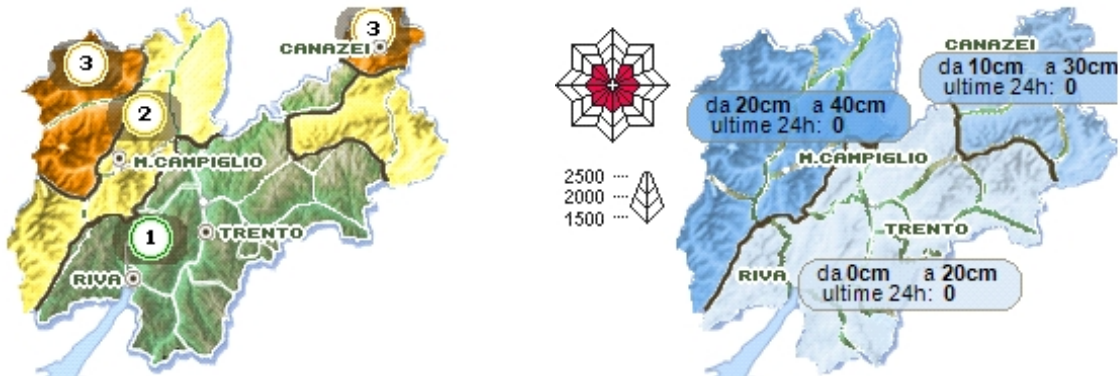 3
CANAZEI
3
2
M.CAMPIGLIO
1
TRENTO
RIVA
2500
2000
1500
CANAZEI
da 10cm a 30cm
ultime 24h: 0
da 20cm a 40cm
ultime 24h: 0
M.CAMPIGLIO
TRENTO
RIVA
da 0cm a 20cm
ultime 24h: 0